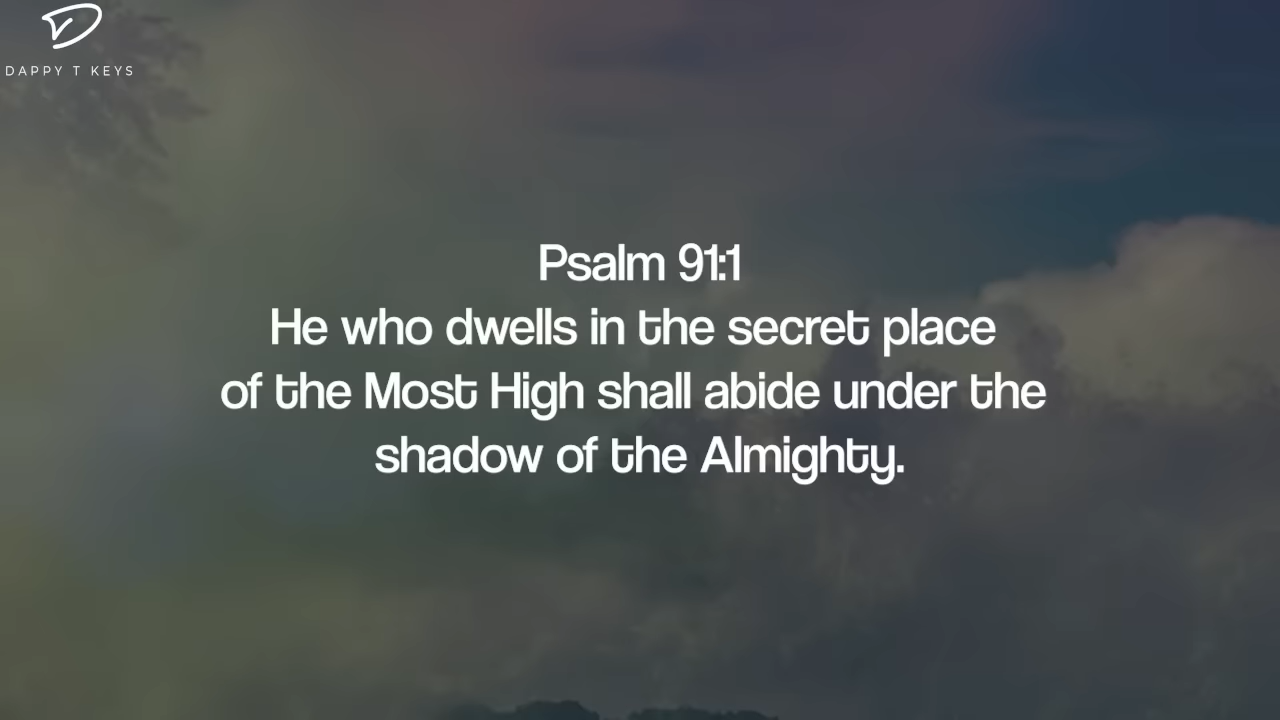 DAPPY T KEYS
Psalm 91:1
He who dwells in the secret place
of the Most High shall abide under the
shadow of the Almighty.